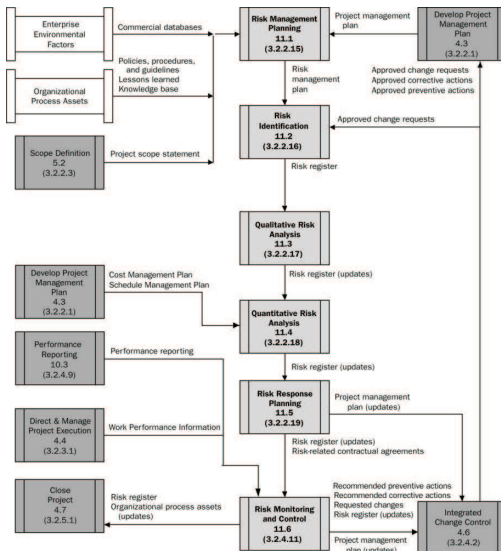 Enterprise
Environmental
Factors
Commercial databases
Risk Management
Planning
11.1
(3.2.2.15)
Project management
plan
Develop Project
Management
Plan
4.3
(3.2.2.1)
Organizational
Process Assets
Policies, procedures,
and guidelines
Lessons learned
Knowledge base
Risk
management
plan
Approved change requests
Approved corrective actions
Approved preventive actions
Scope Definition
5.2
(3.2.2.3)
Project scope statement
Risk
Identification
11.2
(3.2.2.16)
Approved change requests
Risk register
Qualitative Risk
Analysis
11.3
(3.2.2.17)
Risk register (updates)
Develop Project
Management
Plan
4.3
(3.2.2.1)
Cost Management Plan
Schedule Management Plan
Quantitative Risk
Analysis
11.4
(3.2.2.18)
Risk register (updates)
Performance
Reporting
10.3
(3.2.4.9)
Performance reporting
Risk Response
Planning
11.5
(3.2.2.19)
Project management
plan (updates)
Direct & Manage
Project Execution
4.4
(3.2.3.1)
Work Performance Information
Risk register (updates)
Risk-related contractual agreements
Close
Project
4.7
(3.2.5.1)
Risk register
Organizational process assets
(updates)
Risk Monitoring
and Control
11.6
(3.2.4.11)
Recommended preventive actions
Recommended corrective actions
Requested changes
Risk register (updates)
Project management
plan (updates)
Integrated
Change Control
4.6
(3.2.4.2)